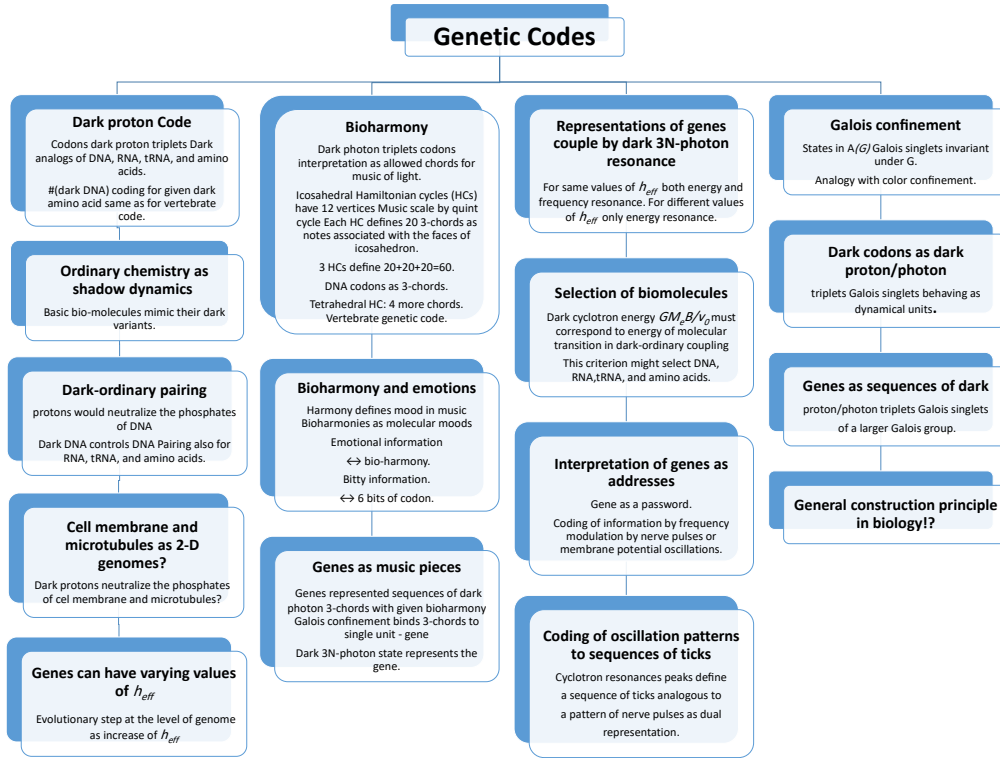 Genetic Codes
Dark proton Code
Codons dark proton triplets Dark
analogs of DNA, RNA, tRNA, and amino
acids.
#(dark DNA) coding for given dark
amino acid same as for vertebrate
code.
Ordinary chemistry as
shadow dynamics
Basic bio-molecules mimic their dark
variants.
Dark-ordinary pairing
protons would neutralize the phosphates
of DNA
Dark DNA controls DNA Pairing also for
RNA, tRNA, and amino acids.
Cell membrane and
microtubules as 2-D
genomes?
Dark protons neutralize the phosphates
of cel membrane and microtubules?
Genes can have varying values
of h_eff
Evolutionary step at the level of genome
as increase of h_eff
Bioharmony
Dark photon triplets codons
interpretation as allowed chords for
music of light.
Icosahedral Hamiltonian cycles (HCs)
have 12 vertices Music scale by quint
cycle Each HC defines 20 3-chords as
notes associated with the faces of
icosahedron.
3 HCs define 20+20+20=60.
DNA codons as 3-chords.
Tetrahedral HC: 4 more chords.
Vertebrate genetic code.
Bioharmony and emotions
Harmony defines mood in music
Bioharmonies as molecular moods
Emotional information
↔ bio-harmony.
Bitty information.
↔ 6 bits of codon.
Genes as music pieces
Genes represented sequences of dark
photon 3-chords with given bioharmony
Galois confinement binds 3-chords to
single unit - gene
Dark 3N-photon state represents the
gene.
Representations of genes
couple by dark 3N-photon
resonance
For same values of h_eff both energy and
frequency resonance. For different values
of h_eff only energy resonance.
Selection of biomolecules
Dark cyclotron energy GM_eB/v_0 must
correspond to energy of molecular
transition in dark-ordinary coupling
This criterion might select DNA,
RNA,tRNA, and amino acids.
Interpretation of genes as
addresses
Gene as a password.
Coding of information by frequency
modulation by nerve pulses or
membrane potential oscillations.
Coding of oscillation patterns
to sequences of ticks
Cyclotron resonances peaks define
a sequence of ticks analogous to
a pattern of nerve pulses as dual
representation.
Galois confinement
States in A(G) Galois singlets invariant
under G.
Analogy with color confinement.
Dark codons as dark
proton/photon
triplets Galois singlets behaving as
dynamical units.
Genes as sequences of dark
proton/photon triplets Galois singlets
of a larger Galois group.
General construction principle
in biology!?